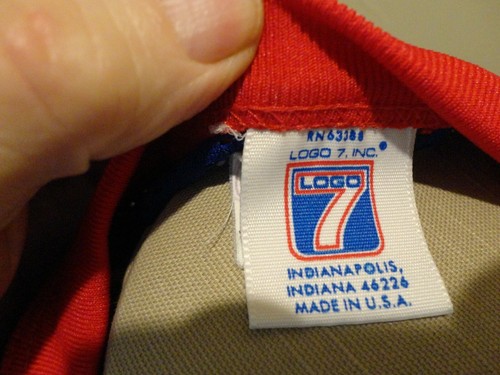 RN63188
LOGO 7, INC.®
LOGO
7
INDIANAPOLIS,
INDIANA 46226
MADE IN U.S.A.